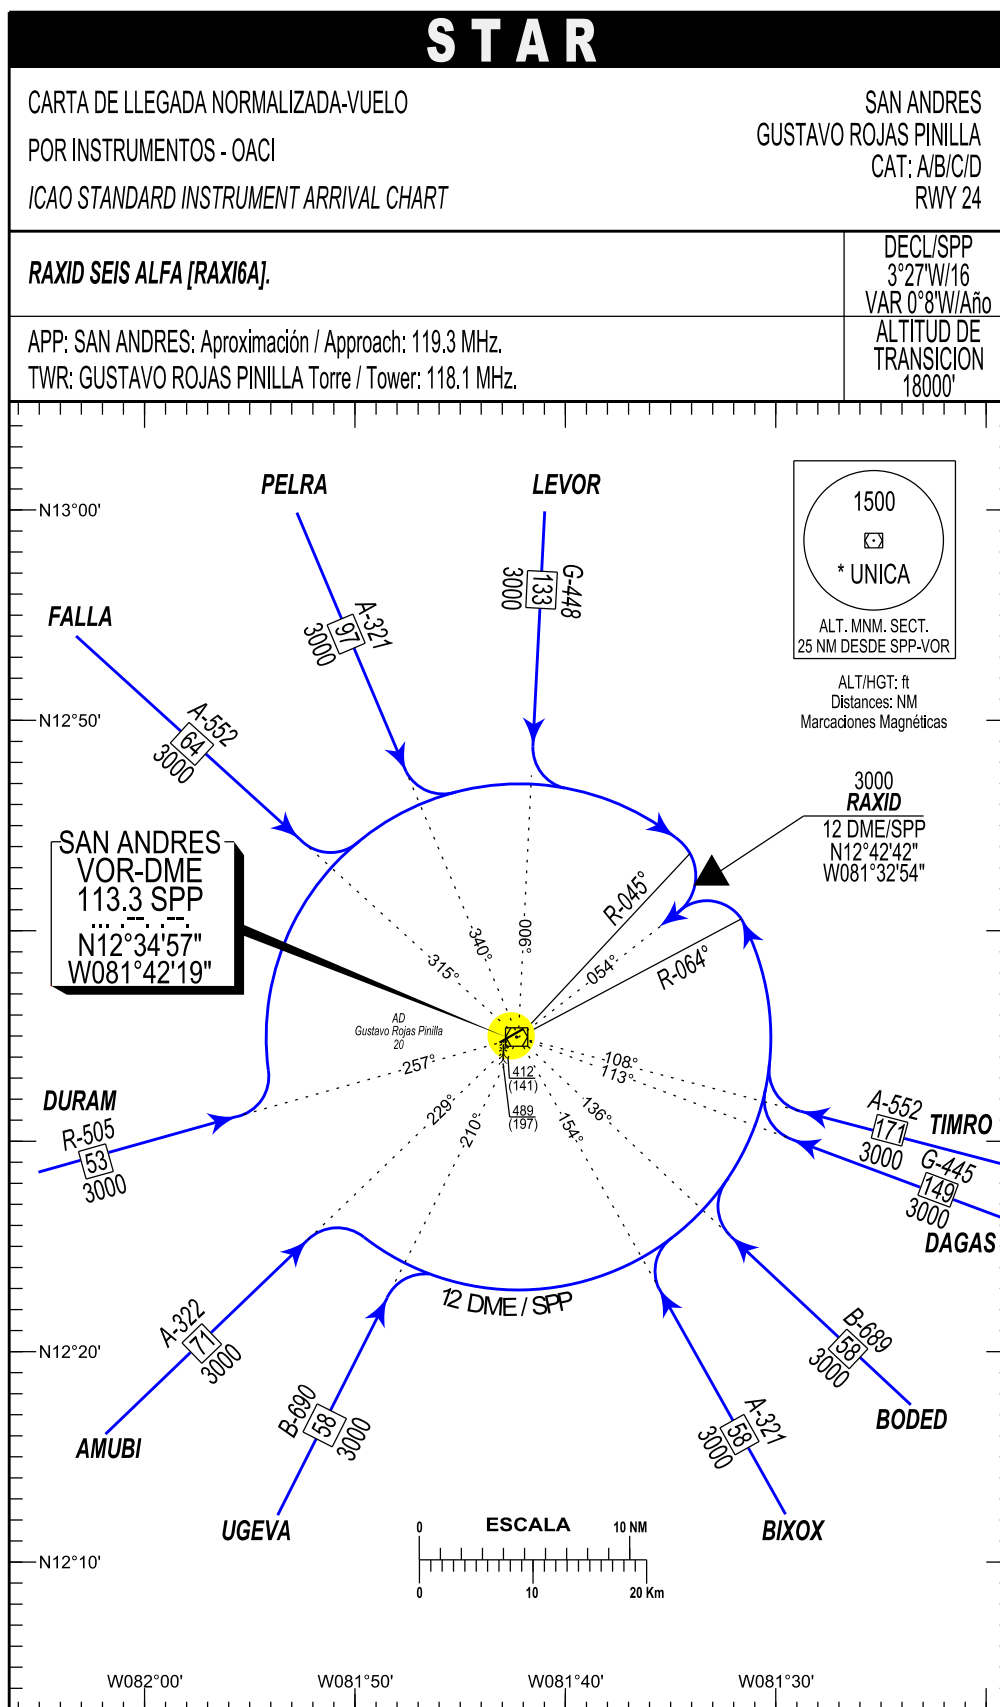 STAR
CARTA DE LLEGADA NORMALIZADA-VUELO
POR INSTRUMENTOS - OACI
ICAO STANDARD INSTRUMENT ARRIVAL CHART
SAN ANDRES
GUSTAVO ROJAS PINILLA
CAT: A/B/C/D
RWY 24
RAXID SEIS ALFA [RAXI6A].
DECL/SPP
3°27'W/16
VAR 0°8'W/Año
APP: SAN ANDRES: Aproximación / Approach: 119.3 MHz.
TWR: GUSTAVO ROJAS PINILLA Torre / Tower: 118.1 MHz.
ALTITUD DE
TRANSICION
18000'
PELRA
LEVOR
N13°00'
1500
* UNICA
ALT. MNM. SECT.
25 NM DESDE SPP-VOR
ALT/HGT: ft
Distances: NM
Marcaciones Magnéticas
G-448
133
3000
A-321
97
3000
FALLA
A-552
64
3000
N12°50'
3000
RAXID
12 DME/SPP
N12°42'42"
W081°32'54"
SAN ANDRES
VOR-DME
113.3 SPP
... .--. .--.
N12°34'57"
W081°42'19"
R-045°
R-064°
315°
340°
006°
054°
AD
Gustavo Rojas Pinilla
20
412'
(141)
489
(197)
257°
229°
210°
154°
136°
108°
113°
DURAM
R-505
53
3000
A-552
171
3000
TIMRO
G-445
149
3000
DAGAS
12 DME / SPP
A-322
71
3000
AMUBI
N12°20'
B-690
58
3000
UGEVA
A-321
58
3000
BIXOX
B-689
58
3000
BODED
ESCALA
0
10 NM
0
10
20 Km
N12°10'
W082°00'
W081°50'
W081°40'
W081°30'